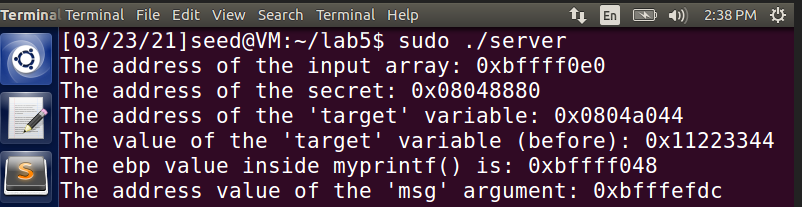 Terminal Terminal File Edit View Search Terminal Help En 2:38 PM
[03/23/21]seed@VM:~/lab5$ sudo ./server
The address of the input array: 0xbffff0e0
The address of the secret: 0x08048880
The address of the 'target' variable: 0x0804a044
The value of the 'target' variable (before): 0x11223344
The ebp value inside myprintf() is: 0xbffff048
The address value of the 'msg' argument: 0xbfffefdc